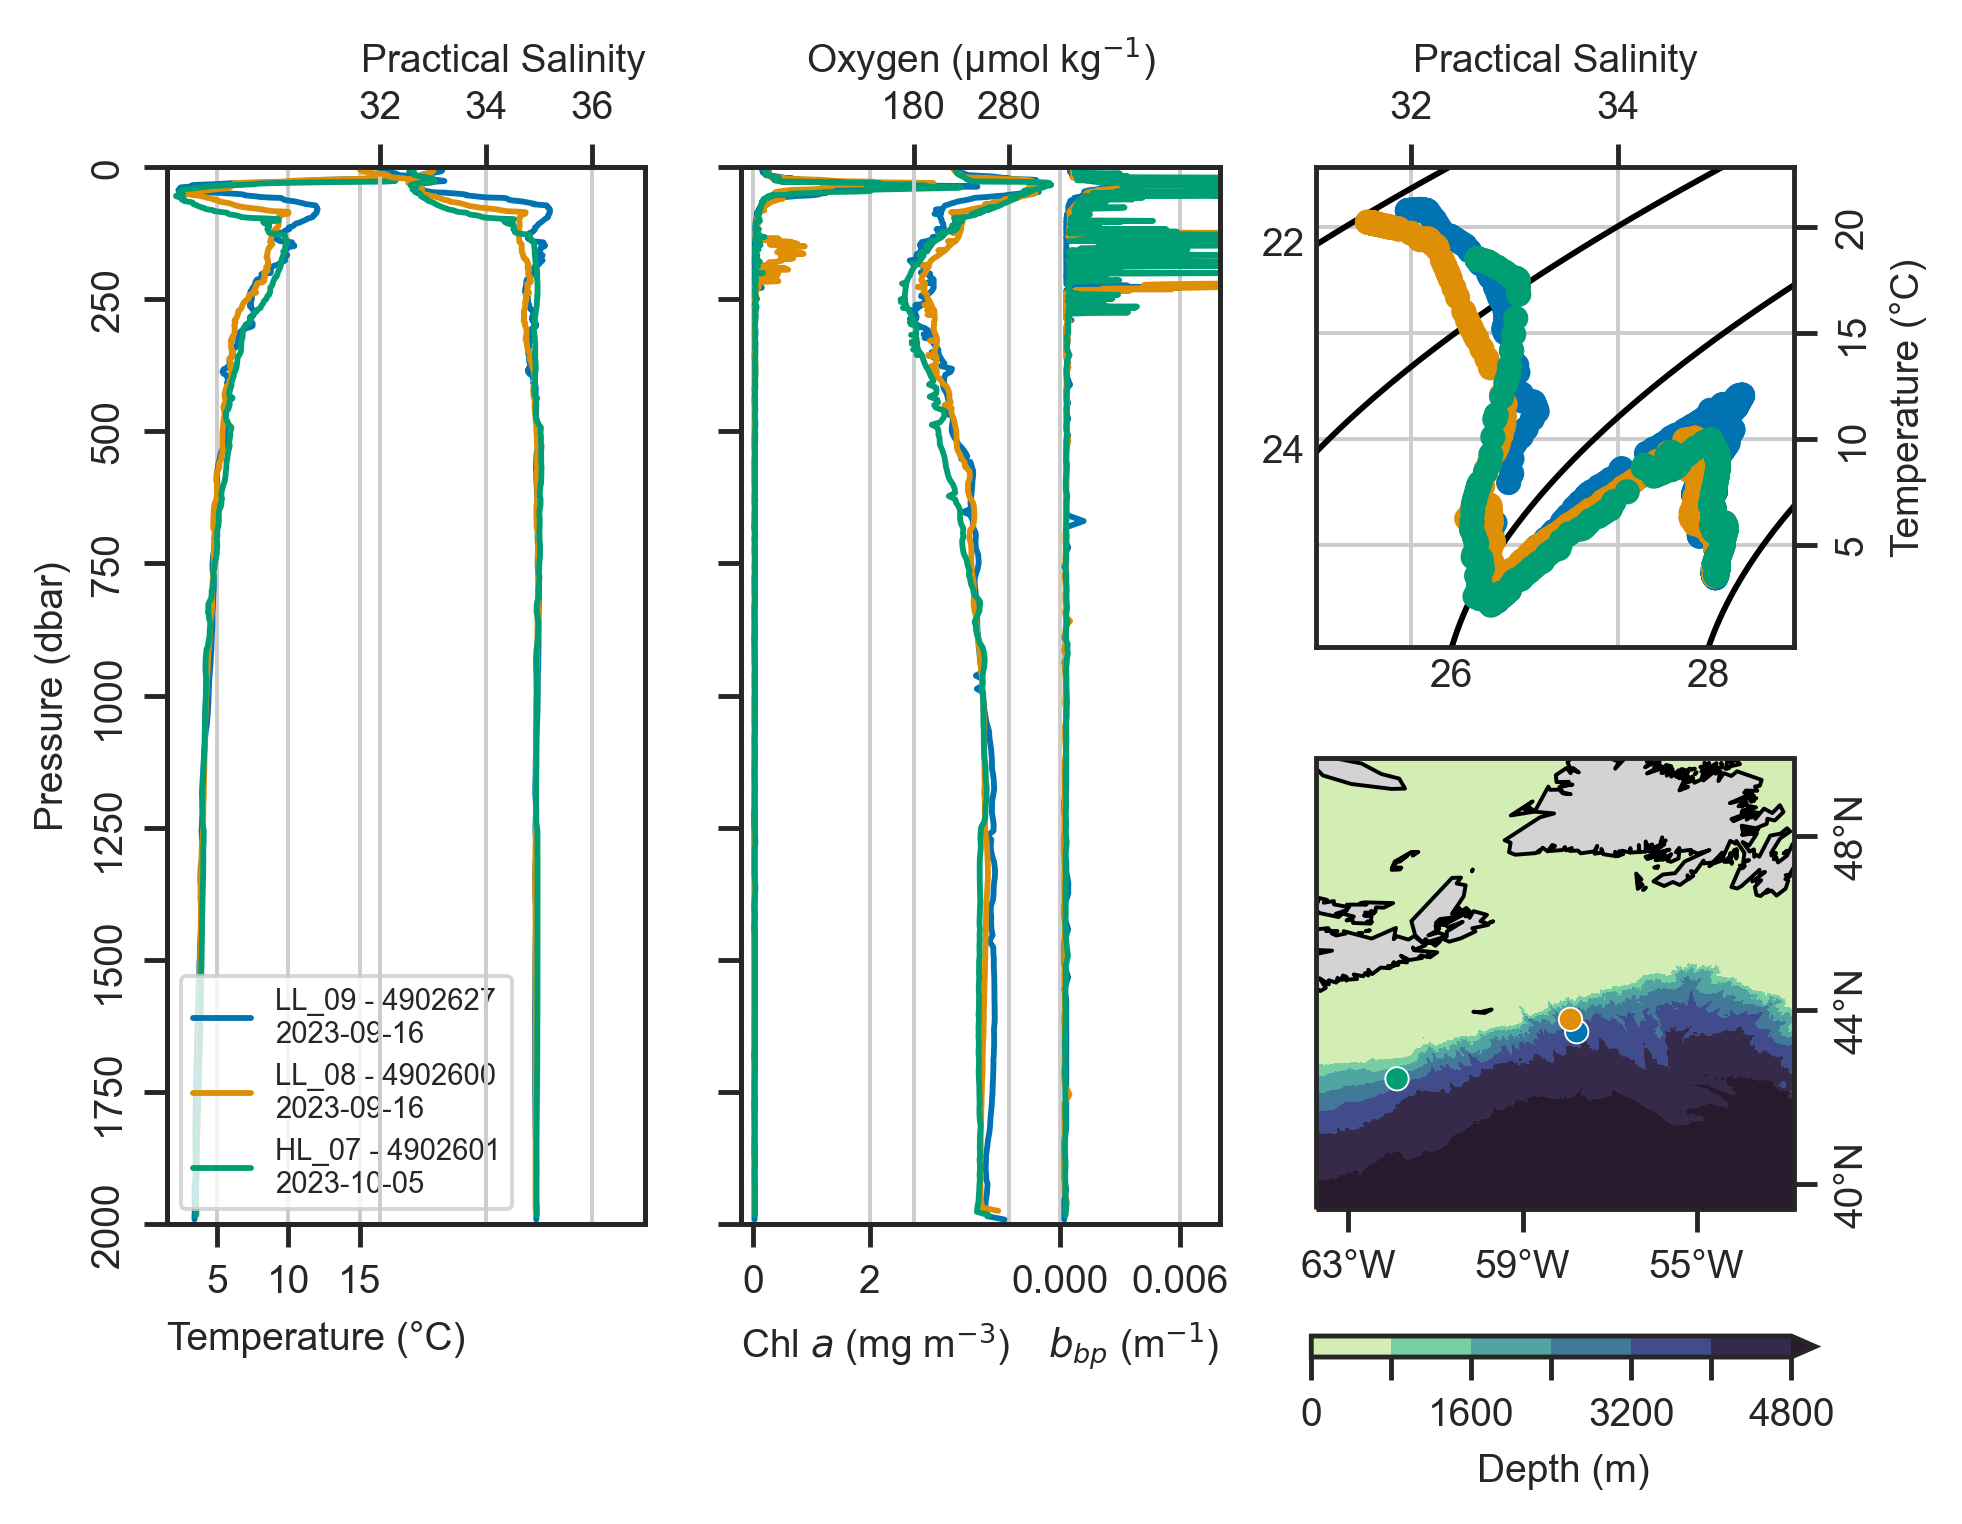 Practical Salinity
32 34 36
Oxygen (μmol kg⁻¹)
180 280
Practical Salinity
32 34
Pressure (dbar)
0
250
500
750
1000
1250
1500
1750
2000
LL_09 - 4902627
2023-09-16
LL_08 - 4902600
2023-09-16
HL_07 - 4902601
2023-10-05
5 10 15
Temperature (°C)
0 2
Chl a (mg m⁻³)
0.000 0.006
b_bp (m⁻¹)
22
24
26 28
20
15
10
5
Temperature (°C)
48°N
44°N
40°N
63°W 59°W 55°W
0 1600 3200 4800
Depth (m)